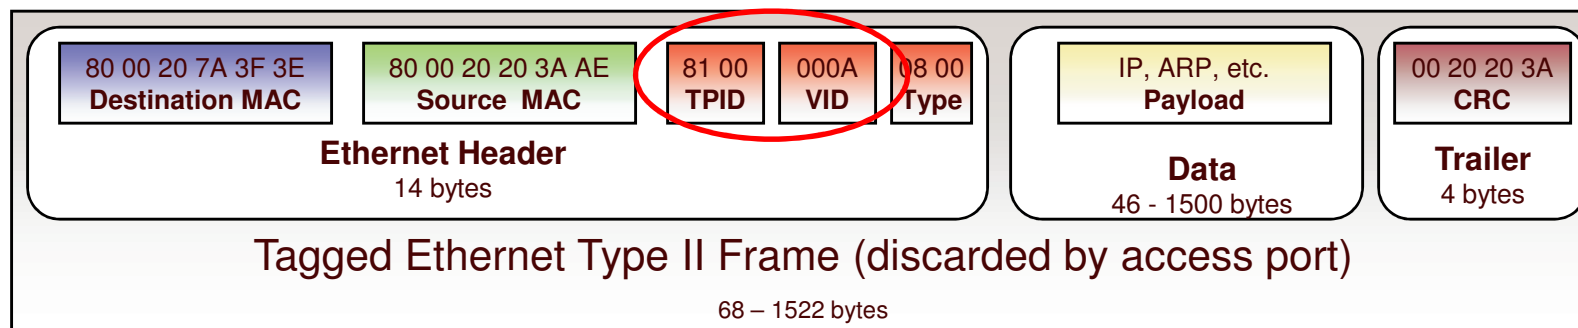 80 00 20 7A 3F 3E
Destination MAC
80 00 20 20 3A AE
Source MAC
81 00
TPID
000A
VID
08 00
Type
Ethernet Header
14 bytes
IP, ARP, etc.
Payload
Data
46 - 1500 bytes
00 20 20 3A
CRC
Trailer
4 bytes
Tagged Ethernet Type II Frame (discarded by access port)
68 – 1522 bytes